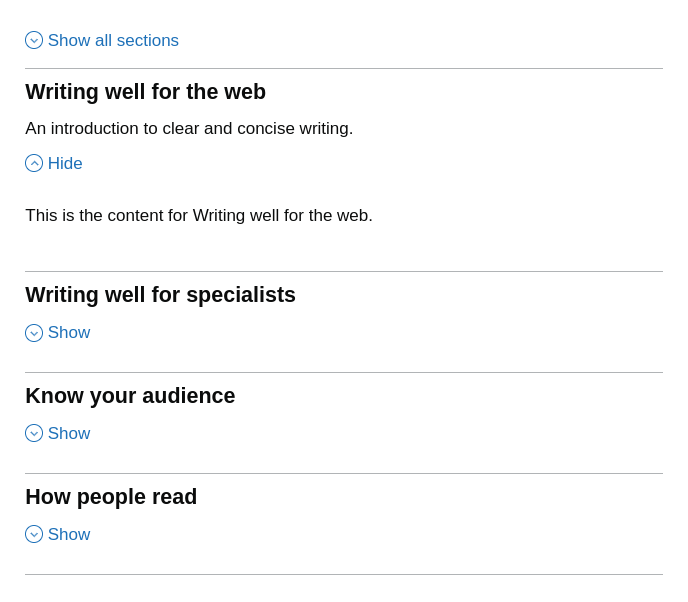 Show all sections
Writing well for the web
An introduction to clear and concise writing.
Hide
This is the content for Writing well for the web.
Writing well for specialists
Show
Know your audience
Show
How people read
Show